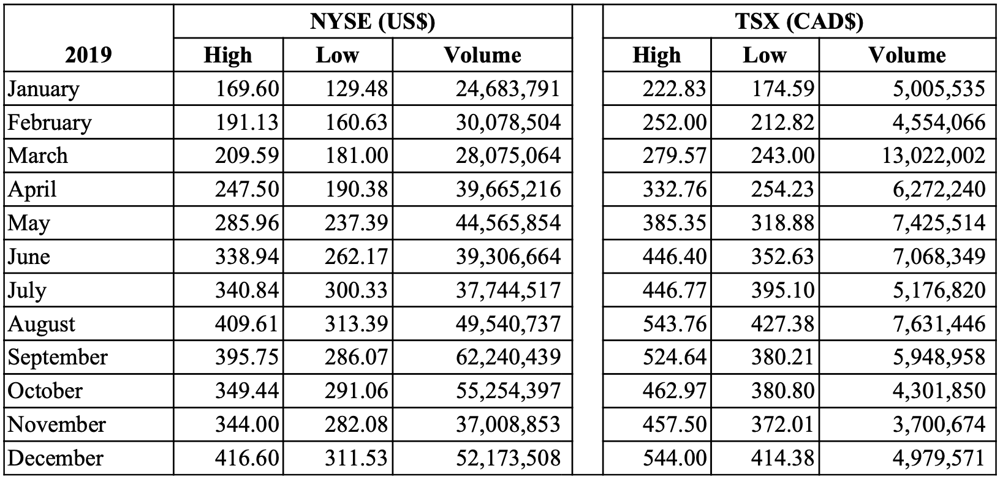 NYSE (US$) TSX (CAD$)
2019 High Low Volume High Low Volume
January 169.60 129.48 24,683,791 222.83 174.59 5,005,535
February 191.13 160.63 30,078,504 252.00 212.82 4,554,066
March 209.59 181.00 28,075,064 279.57 243.00 13,022,002
April 247.50 190.38 39,665,216 332.76 254.23 6,272,240
May 285.96 237.39 44,565,854 385.35 318.88 7,425,514
June 338.94 262.17 39,306,664 446.40 352.63 7,068,349
July 340.84 300.33 37,744,517 446.77 395.10 5,176,820
August 409.61 313.39 49,540,737 543.76 427.38 7,631,446
September 395.75 286.07 62,240,439 524.64 380.21 5,948,958
October 349.44 291.06 55,254,397 462.97 380.80 4,301,850
November 344.00 282.08 37,008,853 457.50 372.01 3,700,674
December 416.60 311.53 52,173,508 544.00 414.38 4,979,571